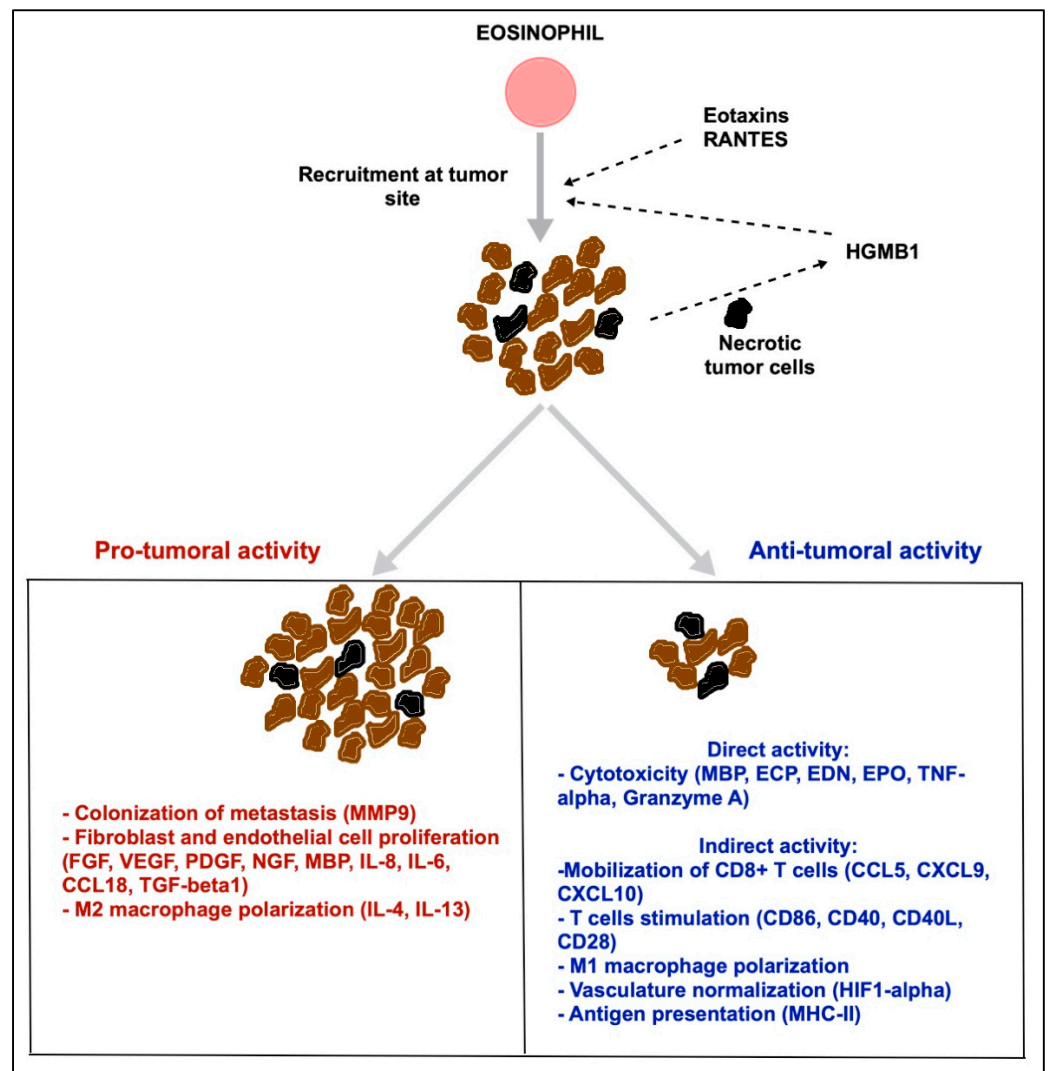 EOSINOPHIL
Eotaxins
RANTES
Recruitment at tumor
site
HGMB1
Necrotic
tumor cells
Pro-tumoral activity
Anti-tumoral activity
- Colonization of metastasis (MMP9)
- Fibroblast and endothelial cell proliferation
(FGF, VEGF, PDGF, NGF, MBP, IL-8, IL-6,
CCL18, TGF-beta1)
- M2 macrophage polarization (IL-4, IL-13)
Direct activity:
- Cytotoxicity (MBP, ECP, EDN, EPO, TNF-
alpha, Granzyme A)
Indirect activity:
-Mobilization of CD8+ T cells (CCL5, CXCL9,
CXCL10)
- T cells stimulation (CD86, CD40, CD40L,
CD28)
- M1 macrophage polarization
- Vasculature normalization (HIF1-alpha)
- Antigen presentation (MHC-II)